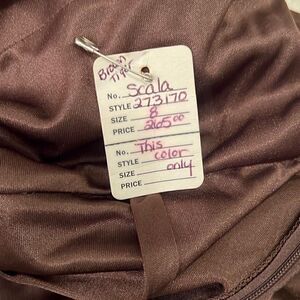 Brown
Tiger
No. Scala
STYLE 273170
SIZE 8
PRICE 265.00
No. This
STYLE color
SIZE only
PRICE